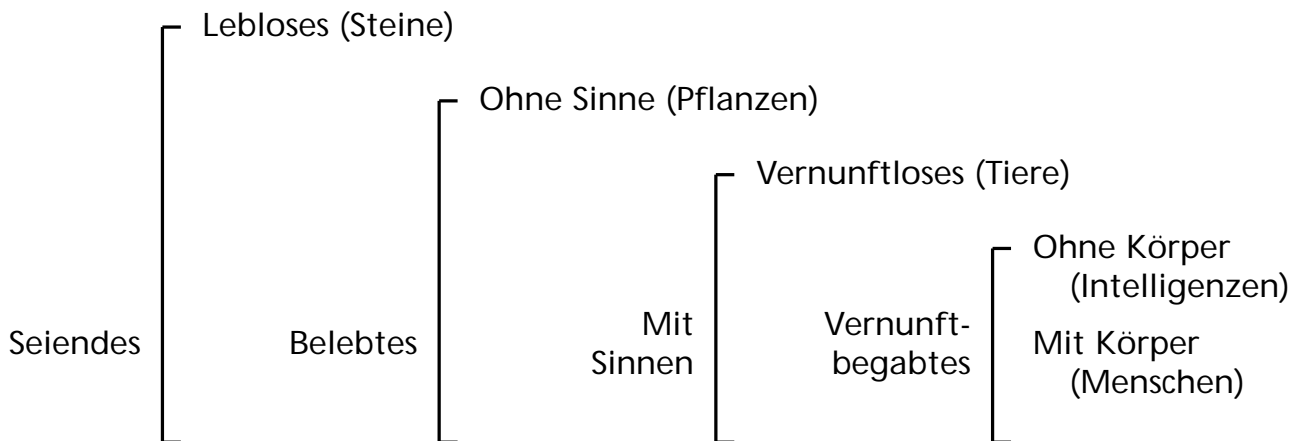 Lebloses (Steine)
Ohne Sinne (Pflanzen)
Vernunftloses (Tiere)
Ohne Körper
(Intelligenzen)
Seiendes
Belebtes
Mit
Sinnen
Vernunft-
begabtes
Mit Körper
(Menschen)